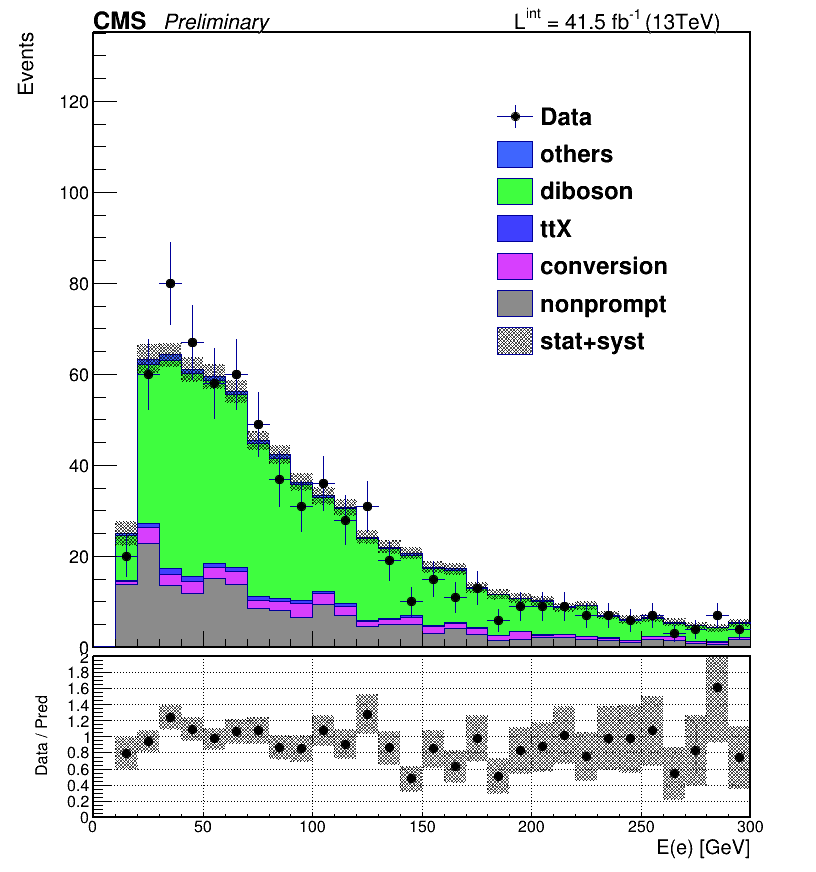 CMS Preliminary L^int = 41.5 fb^-1 (13TeV)
Events
120
100
80
60
40
20
0
Data
others
diboson
ttX
conversion
nonprompt
stat+syst
Data / Pred
2
1.8
1.6
1.4
1.2
1
0.8
0.6
0.4
0.2
0
0 50 100 150 200 250 300
E(e) [GeV]